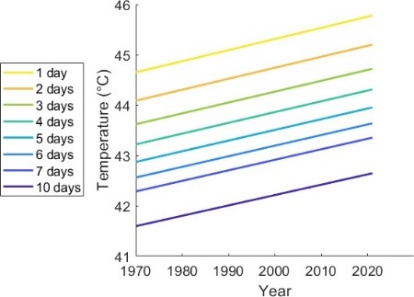 46
45
44
43
42
41
Temperature (°C)
1 day
2 days
3 days
4 days
5 days
6 days
7 days
10 days
1970 1980 1990 2000 2010 2020
Year